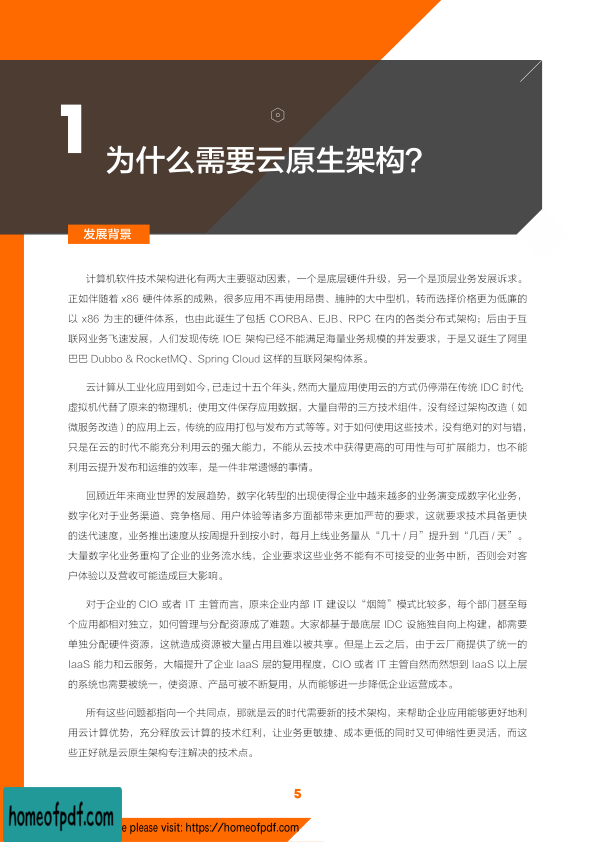 1
为什么需要云原生架构？
发展背景
计算机软件技术架构进化有两大主要驱动因素，一个是底层硬件升级，另一个是顶层业务发展诉求。
正如伴随着 x86 硬件体系的成熟，很多应用不再使用昂贵、臃肿的大中型机，转而选择价格更为低廉的
以 x86 为主的硬件体系，也由此诞生了包括 CORBA、EJB、RPC 在内的各类分布式架构；后由于互
联网业务飞速发展，人们发现传统 IOE 架构已经不能满足海量业务规模的并发要求，于是又诞生了阿里
巴巴 Dubbo & RocketMQ、Spring Cloud 这样的互联网架构体系。
云计算从工业化应用到如今，已走过十五个年头，然而大量应用使用云的方式仍停滞在传统 IDC 时代：
虚拟机代替了原来的物理机；使用文件保存应用数据，大量自带的三方技术组件，没有经过架构改造（如
微服务改造）的应用上云，传统的应用打包与发布方式等等。对于如何使用这些技术，没有绝对的对与错，
只是在云的时代不能充分利用云的强大能力，不能从云技术中获得更高的可用性与可扩展能力，也不能
利用云提升发布和运维的效率，是一件非常遗憾的事情。
回顾近年来商业世界的发展趋势，数字化转型的出现使得企业中越来越多的业务演变成数字化业务，
数字化对于业务渠道、竞争格局、用户体验等诸多方面都带来更加严苛的要求，这就要求技术具备更快
的迭代速度，业务推出速度从按周提升到按小时，每月上线业务量从“几十 / 月”提升到“几百 / 天”。
大量数字化业务重构了企业的业务流水线，企业要求这些业务不能有不可接受的业务中断，否则会对客
户体验以及营收可能造成巨大影响。
对于企业的 CIO 或者 IT 主管而言，原来企业内部 IT 建设以“烟筒”模式比较多，每个部门甚至每
个应用都相对独立，如何管理与分配资源成了难题。大家都基于最底层 IDC 设施独自向上构建，都需要
单独分配硬件资源，这就造成资源被大量占用且难以被共享。但是上云之后，由于云厂商提供了统一的
IaaS 能力和云服务，大幅提升了企业 IaaS 层的复用程度，CIO 或者 IT 主管自然而然想到 IaaS 以上层
的系统也需要被统一，使资源、产品可被不断复用，从而能够进一步降低企业运营成本。
所有这些问题都指向一个共同点，那就是云的时代需要新的技术架构，来帮助企业应用能够更好地利
用云计算优势，充分释放云计算的技术红利，让业务更敏捷、成本更低的同时又可伸缩性更灵活，而这
些正好就是云原生架构专注解决的技术点。
5
homeofpdf.com
e please visit: https://homeofpdf.com